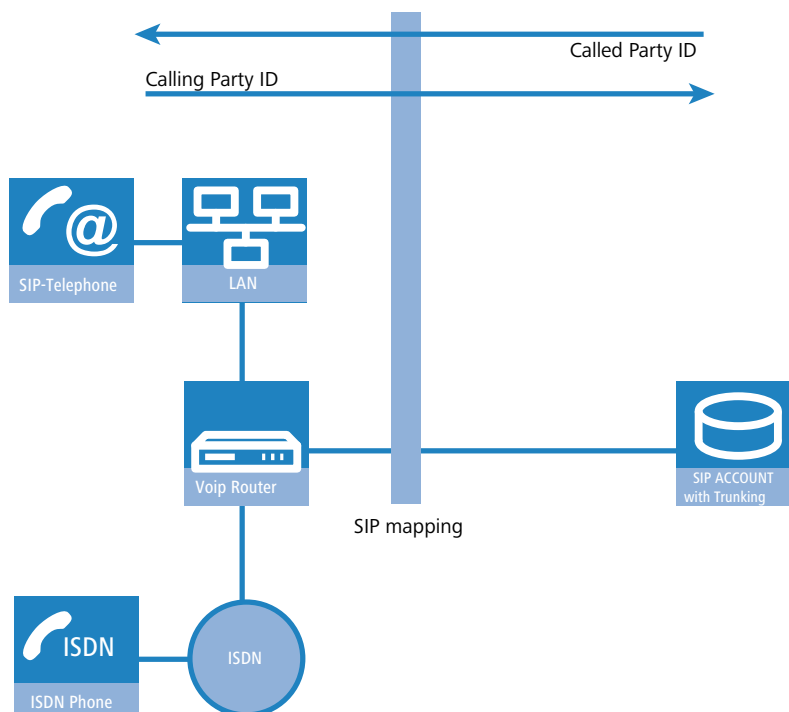 Called Party ID
Calling Party ID
@
SIP-Telephone
LAN
Voip Router
SIP ACCOUNT
with Trunking
SIP mapping
ISDN
ISDN
ISDN Phone